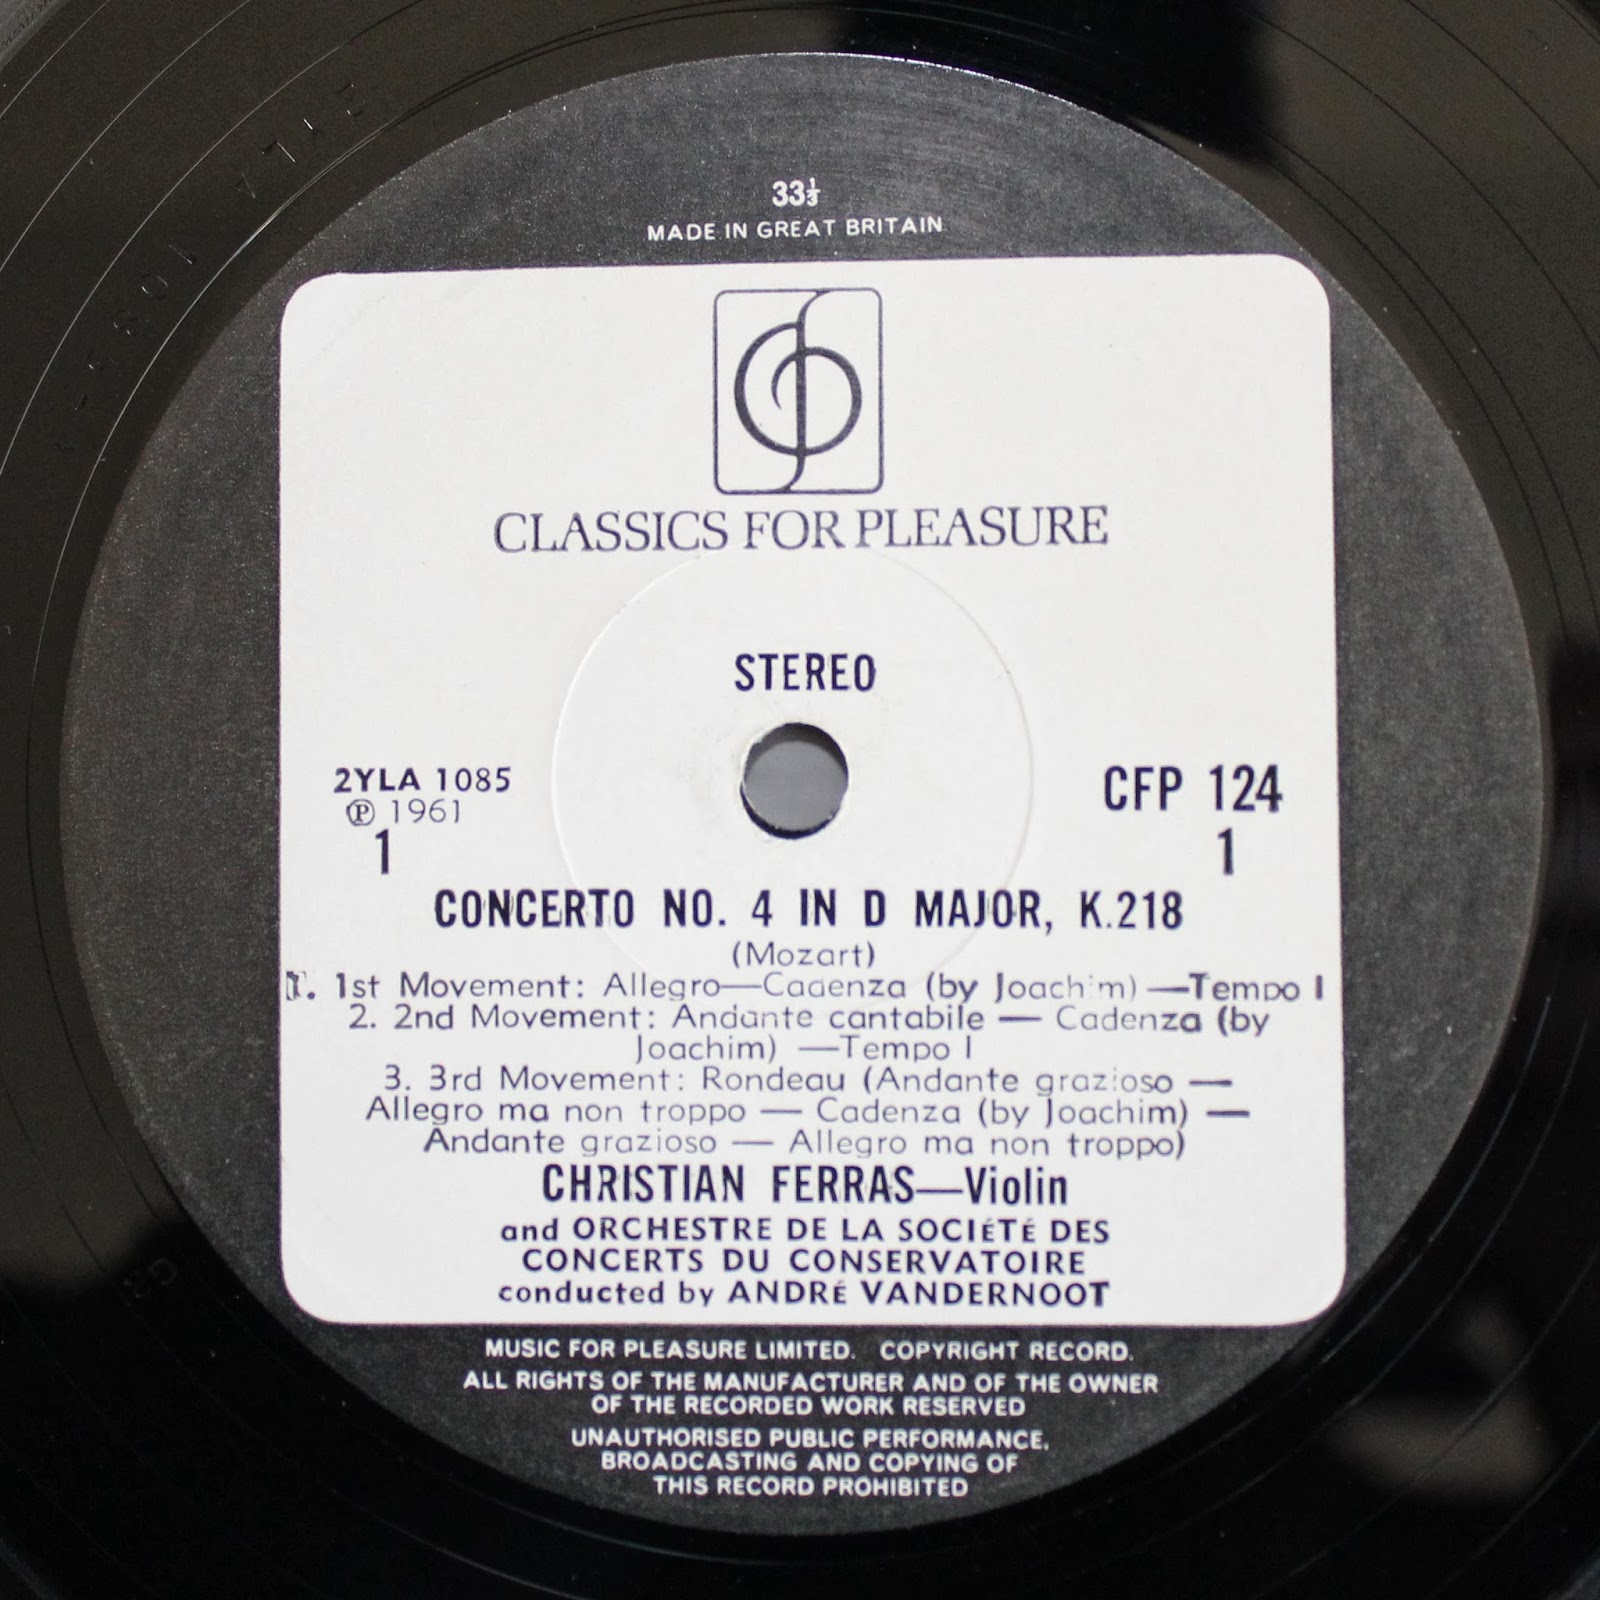 33⅓
MADE IN GREAT BRITAIN
CLASSICS FOR PLEASURE
STEREO
2YLA 1085
℗ 1961
1
CFP 124
1
CONCERTO NO. 4 IN D MAJOR, K.218
(Mozart)
1. 1st Movement: Allegro—Cadenza (by Joachim) —Tempo I
2. 2nd Movement: Andante cantabile — Cadenza (by
Joachim) —Tempo I
3. 3rd Movement: Rondeau (Andante grazioso —
Allegro ma non troppo — Cadenza (by Joachim) —
Andante grazioso — Allegro ma non troppo)
CHRISTIAN FERRAS—Violin
and ORCHESTRE DE LA SOCIÉTÉ DES
CONCERTS DU CONSERVATOIRE
conducted by ANDRÉ VANDERNOOT
MUSIC FOR PLEASURE LIMITED. COPYRIGHT RECORD.
ALL RIGHTS OF THE MANUFACTURER AND OF THE OWNER
OF THE RECORDED WORK RESERVED
UNAUTHORISED PUBLIC PERFORMANCE,
BROADCASTING AND COPYING OF
THIS RECORD PROHIBITED